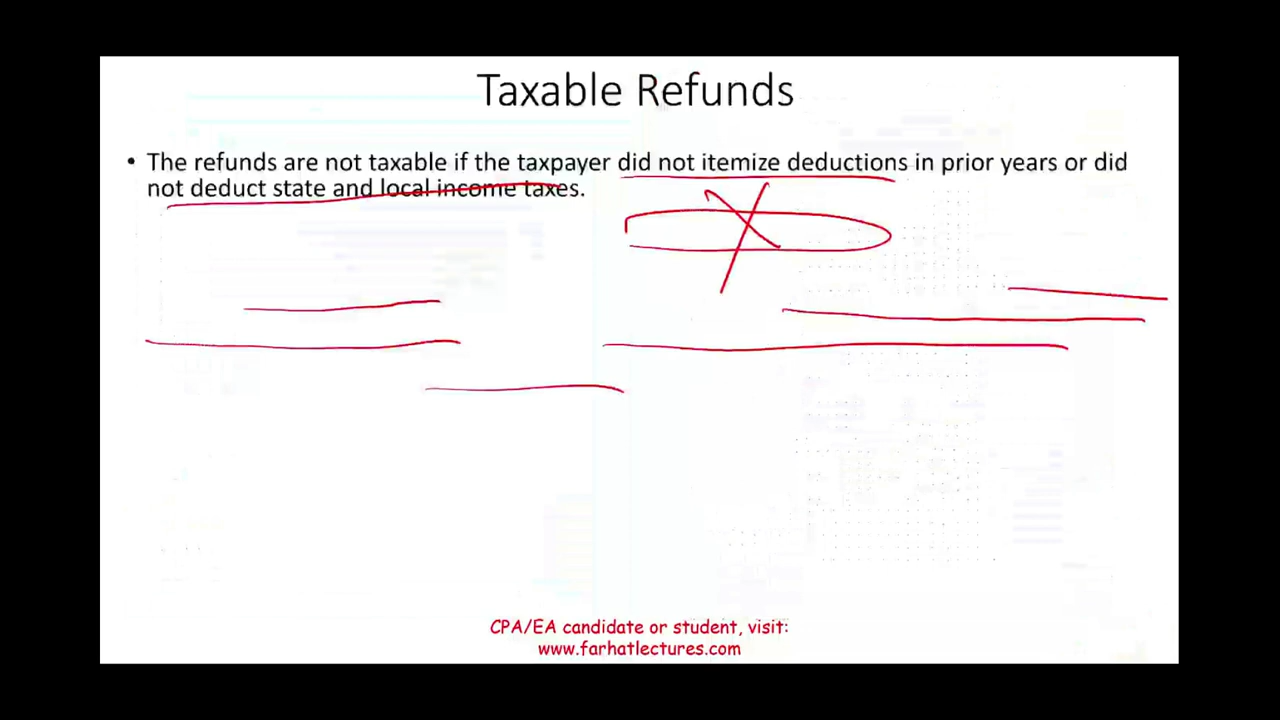 Taxable Refunds
• The refunds are not taxable if the taxpayer did not itemize deductions in prior years or did
not deduct state and local income taxes.
CPA/EA candidate or student, visit:
www.farhatlectures.com